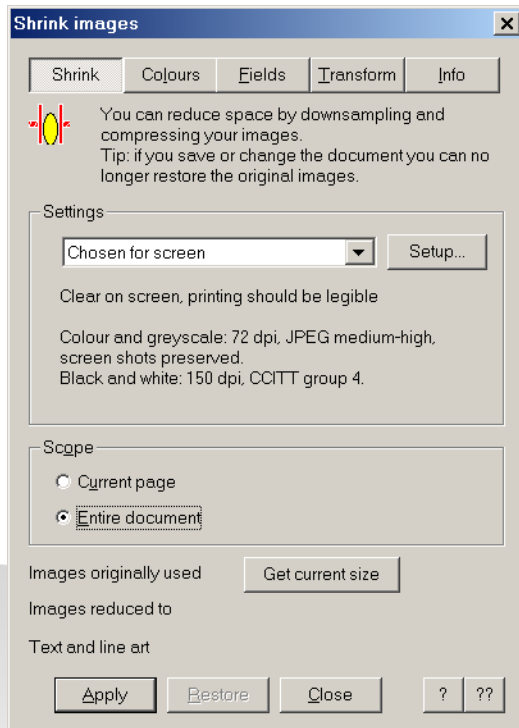 Shrink images
Shrink Colours Fields Transform Info
You can reduce space by downsampling and
compressing your images.
Tip: if you save or change the document you can no
longer restore the original images.
Settings
Chosen for screen Setup...
Clear on screen, printing should be legible
Colour and greyscale: 72 dpi, JPEG medium-high,
screen shots preserved.
Black and white: 150 dpi, CCITT group 4.
Scope
Current page
Entire document
Images originally used Get current size
Images reduced to
Text and line art
Apply Restore Close ? ??